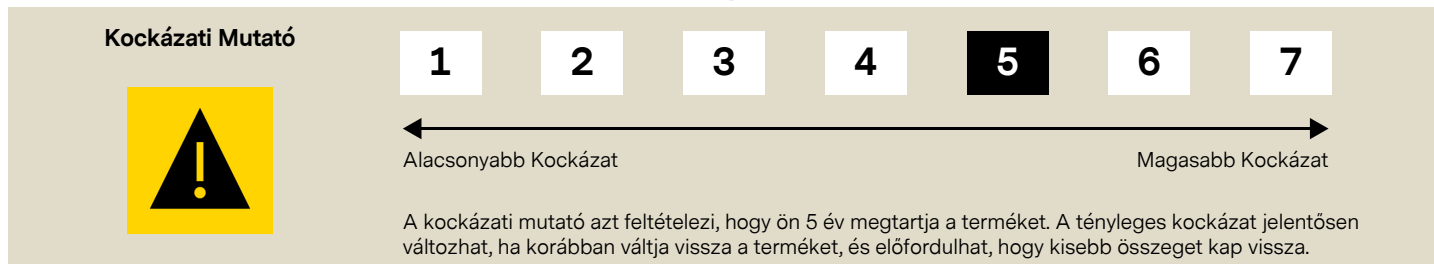 Kockázati Mutató
1 2 3 4 5 6 7
Alacsonyabb Kockázat Magasabb Kockázat
A kockázati mutató azt feltételezi, hogy ön 5 év megtartja a terméket. A tényleges kockázat jelentősen
változhat, ha korábban váltja vissza a terméket, és előfordulhat, hogy kisebb összeget kap vissza.